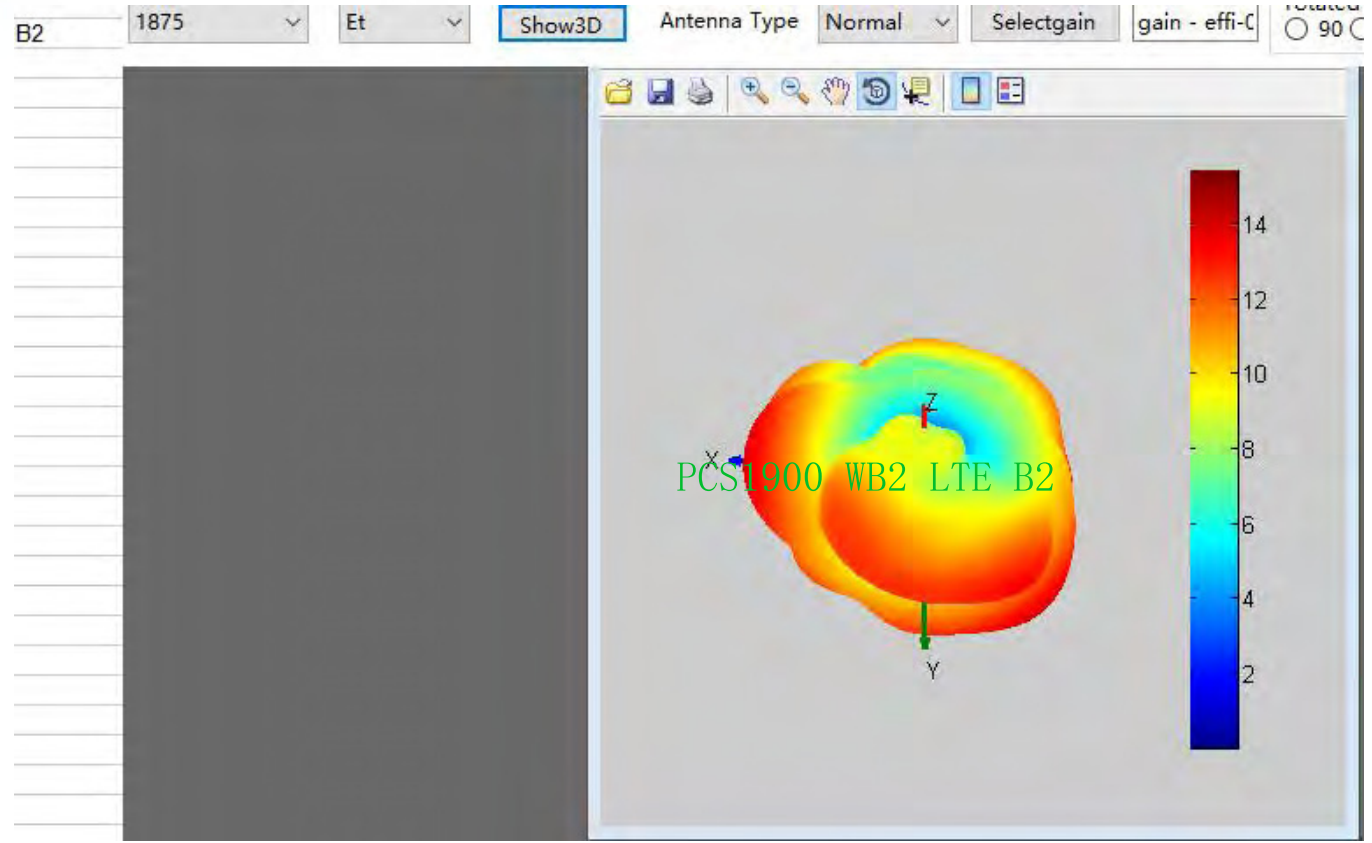 B2
1875
Et
Show3D
Antenna Type
Normal
Selectgain
gain - effi-
90
14
12
10
8
6
4
2
Z
X
PCS1900 WB2 LTE B2
Y